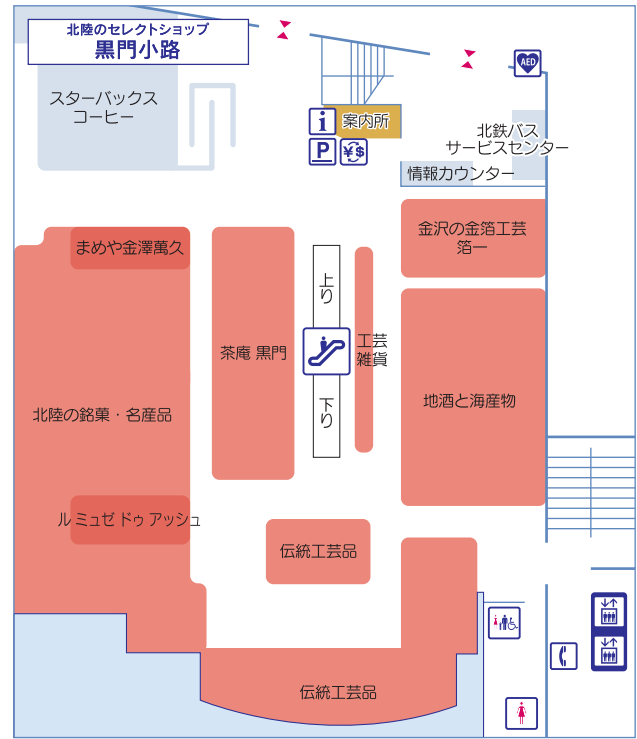 北陸のセレクトショップ
黒門小路
AED
スターバックス
コーヒー
i
案内所
P
¥$
北鉄バス
サービスセンター
情報カウンター
金沢の金箔工芸
箔一
まめや金澤萬久
上り
茶庵 黒門
工芸
雑貨
下り
地酒と海産物
北陸の銘菓・名産品
ル ミュゼ ドゥ アッシュ
伝統工芸品
伝統工芸品